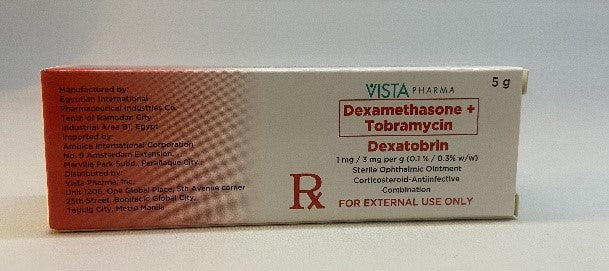 Manufactured by:
Egyptian International
Pharmaceutical Industries Co.
Tenth of Ramadan City
Industrial Area B1, Egypt
Imported by:
Ambica International Corporation
No. 9 Amsterdam Extension,
Merville Park Subd., Parañaque City
Distributed by:
Vista Pharma, Inc.
Unit 1206, One Global Place, 5th Avenue corner
25th Street, Bonifacio Global City,
Taguig City, Metro Manila
VISTA PHARMA
5 g
Dexamethasone +
Tobramycin
Dexatobrin
1 mg / 3 mg per g (0.1 % / 0.3% w/w)
Sterile Ophthalmic Ointment
Corticosteroid-Antiinfective
Combination
Rx
FOR EXTERNAL USE ONLY